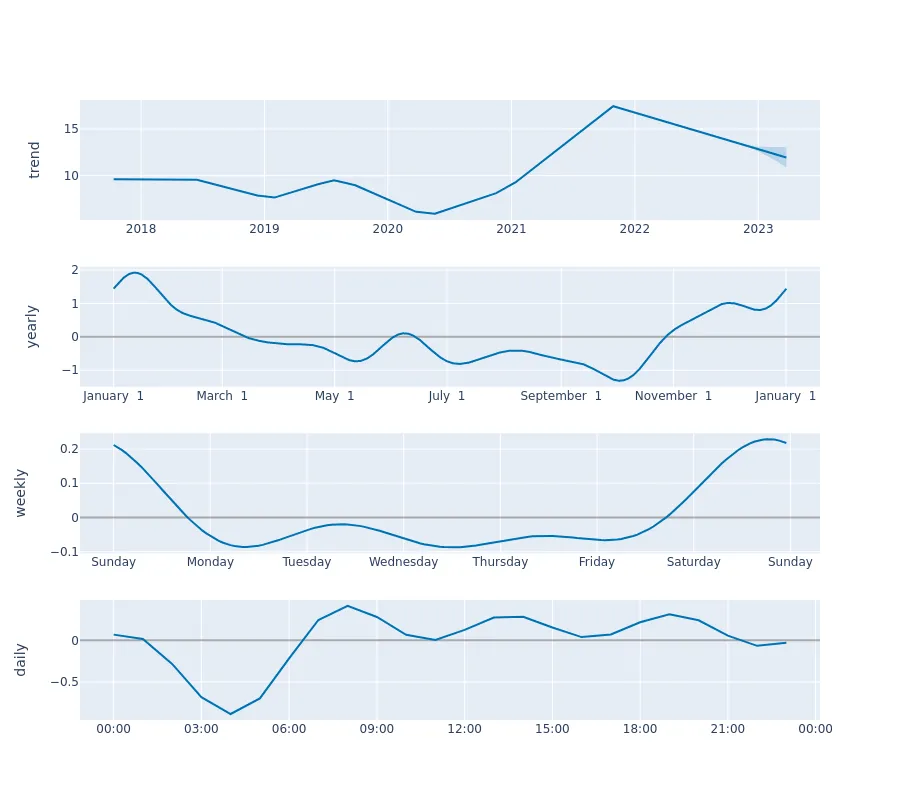 trend
15
10
2018 2019 2020 2021 2022 2023
yearly
2
1
0
−1
January 1 March 1 May 1 July 1 September 1 November 1 January 1
weekly
0.2
0.1
0
−0.1
Sunday Monday Tuesday Wednesday Thursday Friday Saturday Sunday
daily
0
−0.5
00:00 03:00 06:00 09:00 12:00 15:00 18:00 21:00 00:00